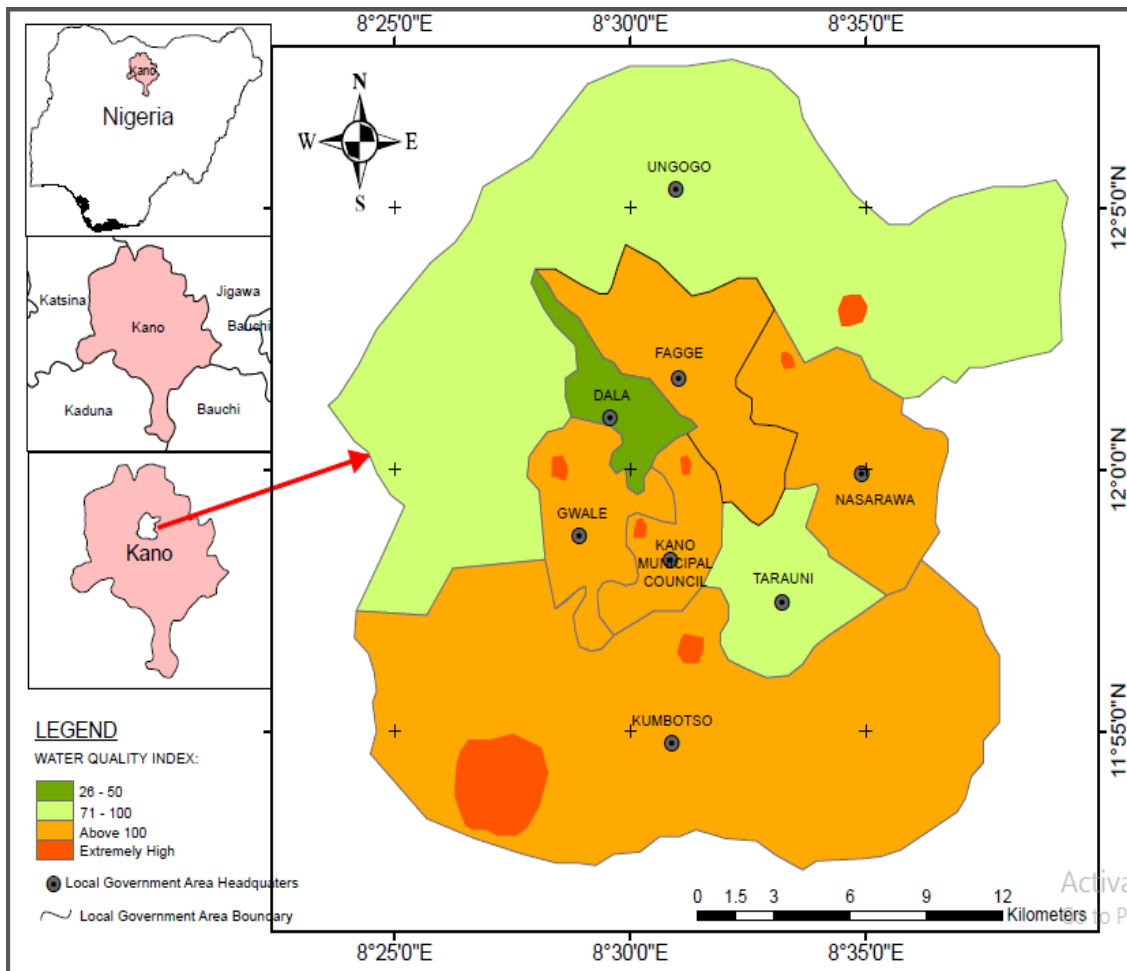 8°25'0"E
8°30'0"E
8°35'0"E
Kano
Nigeria
N
W
E
S
Katsina
Jigawa
Kano
Bauchi
Kaduna
Bauchi
Kano
UNGOGO
FAGGE
DALA
NASARAWA
GWALE
KANO
MUNICIPAL
COUNCIL
TARAUNI
KUMBOTSO
12°5'0"N
12°0'0"N
11°55'0"N
LEGEND
WATER QUALITY INDEX:
26 - 50
71 - 100
Above 100
Extremely High
Local Government Area Headquaters
Local Government Area Boundary
0 1.5 3 6 9 12
Kilometers
Activa
to P
8°25'0"E
8°30'0"E
8°35'0"E